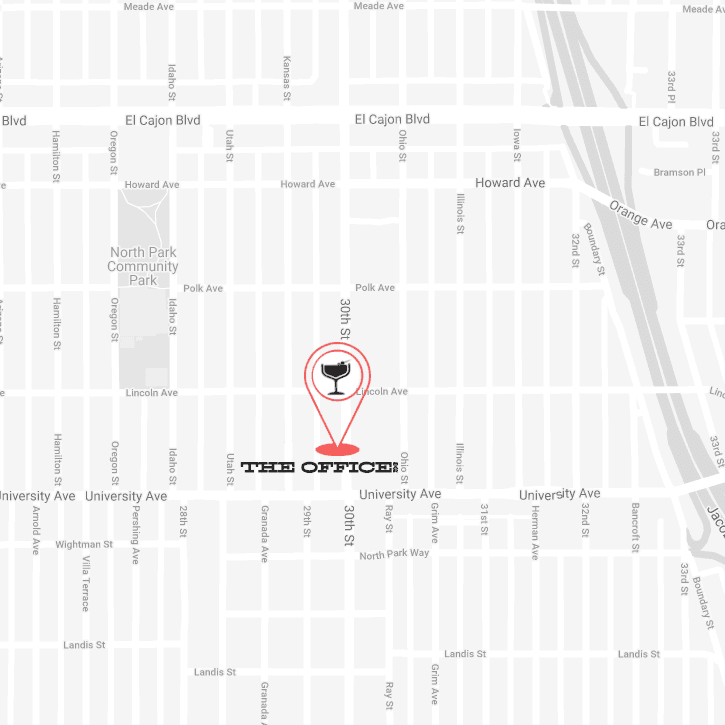 Meade Ave
Meade Ave
Meade Av
Idaho St
Kansas St
33rd Pl
Blvd
El Cajon Blvd
El Cajon Blvd
El Cajon Blvd
Hamilton St
Oregon St
Utah St
Ohio St
Iowa St
33rd St
Bramson Pl
Howard Ave
Howard Ave
Howard Ave
Illinois St
Orange Ave
Ora
32nd St
Boundary St
33rd St
North Park
Community
Park
Polk Ave
Polk Ave
Hamilton St
Oregon St
Idaho St
30th St
Lincoln Ave
Lincoln Ave
Linc
Hamilton St
Oregon St
Idaho St
Utah St
THE OFFICE
Ohio St
Illinois St
33rd St
University Ave
University Ave
University Ave
University Ave
Arnold Ave
Pershing Ave
28th St
Granada Ave
29th St
30th St
Ray St
Grim Ave
31st St
Herman Ave
32nd St
Bancroft St
Jaco
Wightman St
North Park Way
Villa Terrace
33rd St
Boundary St
Landis St
Landis St
Landis St
Landis St
Granada A
Ray St
Grim Ave